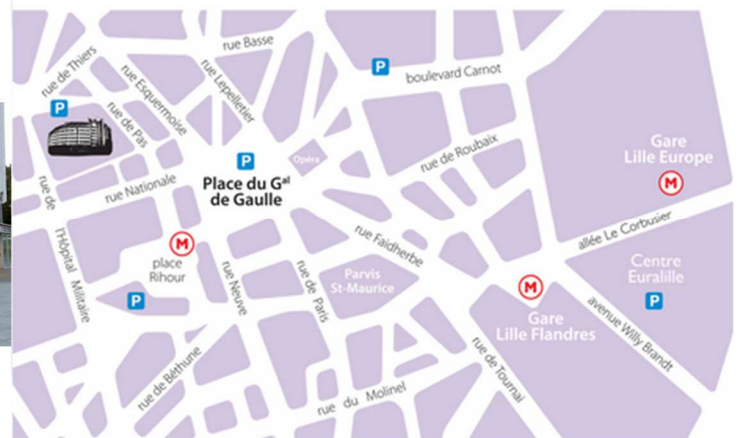 rue Basse
rue de Thiers
rue Esquermoise
rue Lepelletier
P
boulevard Carnot
P
rue de Pas
rue de Roubaix
Gare
Lille Europe
M
P
Opéra
Place du Gal
de Gaulle
rue Nationale
rue de
l'Hôpital Militaire
M
place
Rihour
P
rue Neuve
rue de Paris
rue Faidherbe
Parvis
St-Maurice
allée Le Corbusier
Centre
Euralille
P
M
Gare
Lille Flandres
avenue Willy Brandt
rue de Béthune
rue du Molinel
rue de Tournai